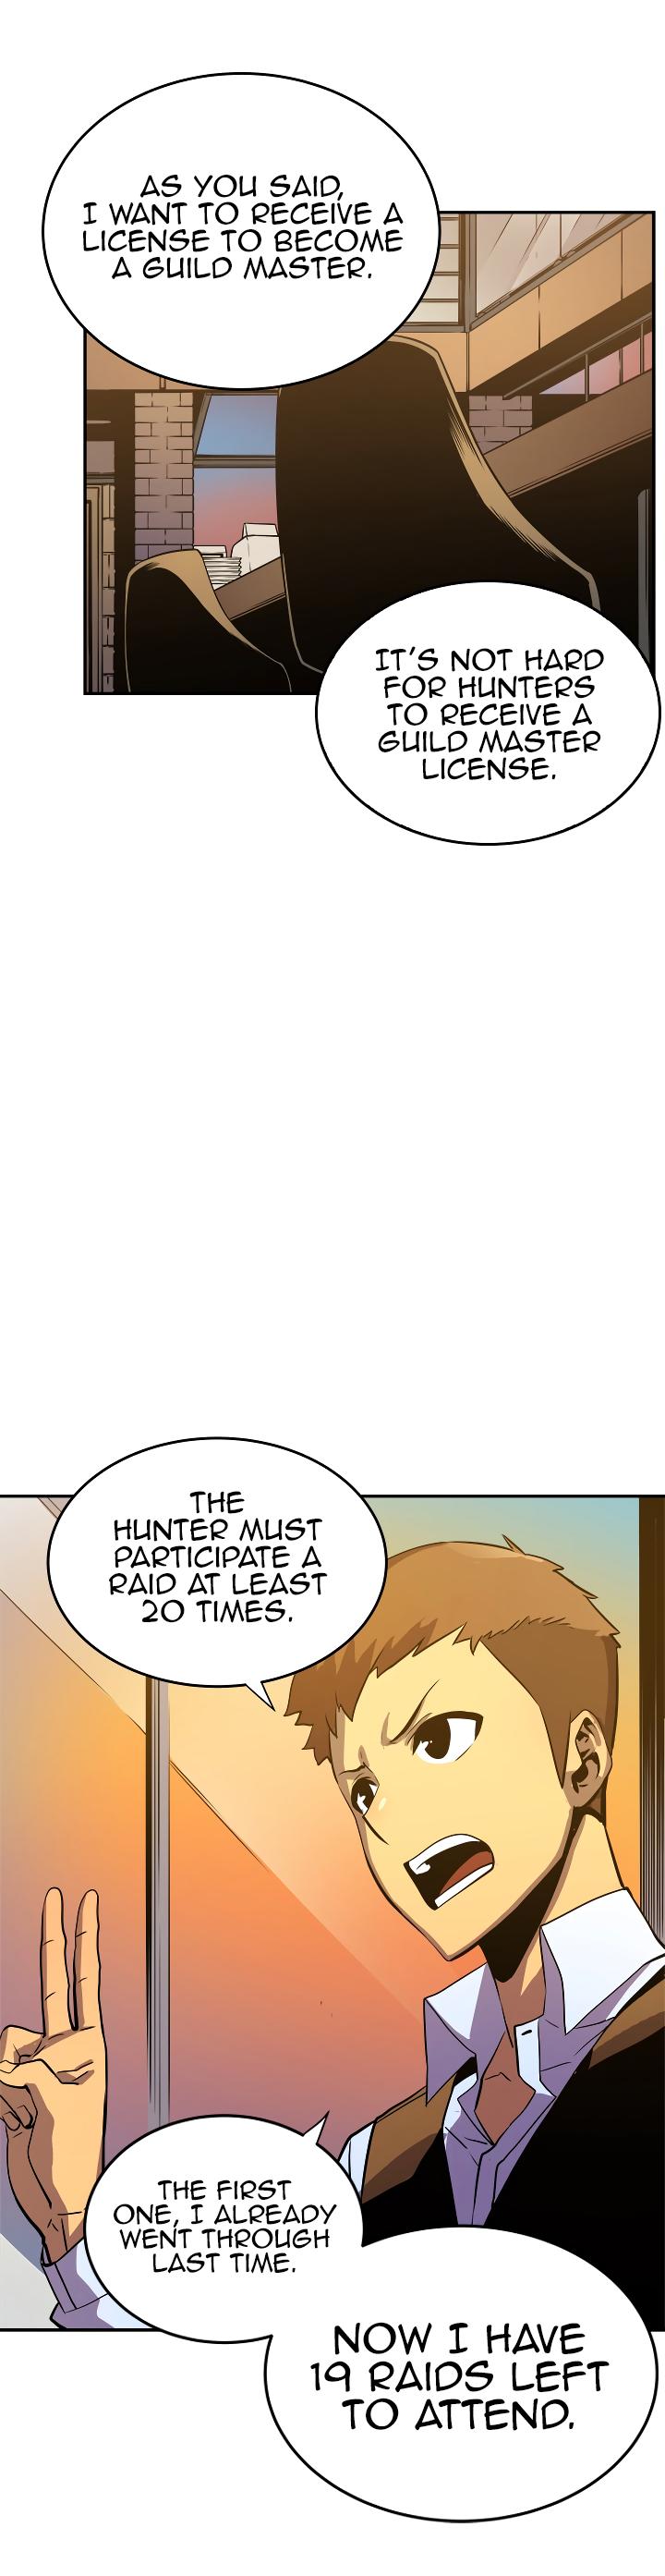 AS YOU SAID,
I WANT TO RECEIVE A
LICENSE TO BECOME
A GUILD MASTER.
IT'S NOT HARD
FOR HUNTERS
TO RECEIVE A
GUILD MASTER
LICENSE.
THE
HUNTER MUST
PARTICIPATE A
RAID AT LEAST
20 TIMES.
THE FIRST
ONE, I ALREADY
WENT THROUGH
LAST TIME.
NOW I HAVE
19 RAIDS LEFT
TO ATTEND.